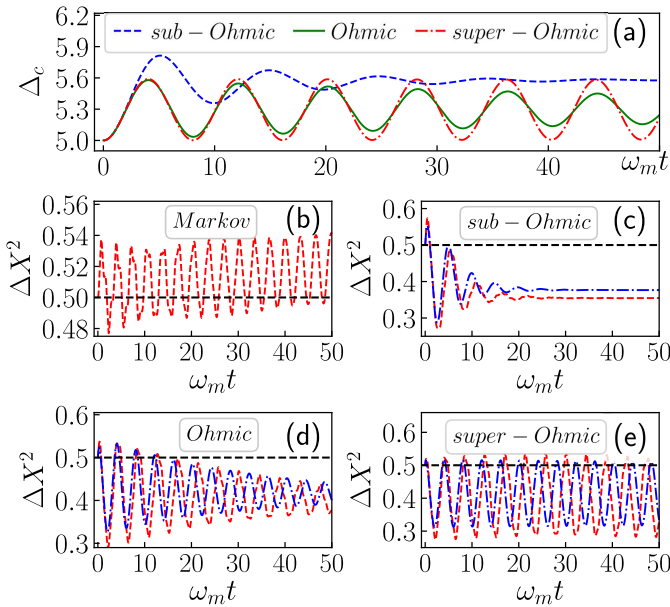 6.2
sub – Ohmic Ohmic super – Ohmic (a)
Δc
5.9
5.6
5.3
5.0
0 10 20 30 40 ωmt
0.56 Markov (b)
ΔX²
0.54
0.52
0.50
0.48
0 10 20 30 40 50
ωmt
0.6 sub – Ohmic (c)
ΔX²
0.5
0.4
0.3
0 10 20 30 40 50
ωmt
0.6 Ohmic (d)
ΔX²
0.5
0.4
0.3
0 10 20 30 40 50
ωmt
super – Ohmic (e)
0.6
ΔX²
0.5
0.4
0.3
0 10 20 30 40 50
ωmt